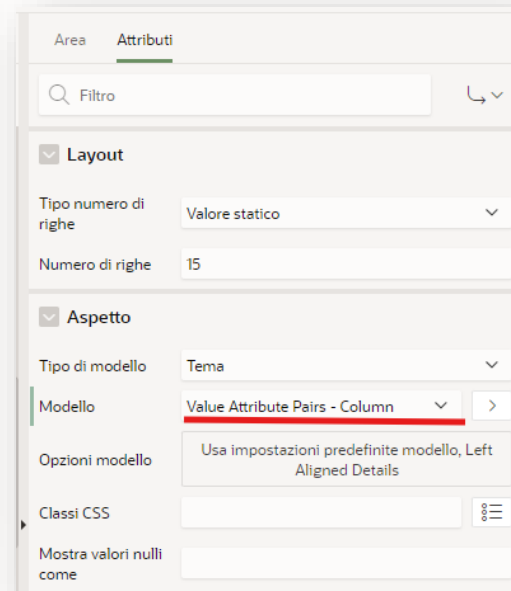 Area Attributi
Filtro
Layout
Tipo numero di
righe
Valore statico
Numero di righe 15
Aspetto
Tipo di modello Tema
Modello Value Attribute Pairs - Column
Opzioni modello
Usa impostazioni predefinite modello, Left
Aligned Details
Classi CSS
Mostra valori nulli
come